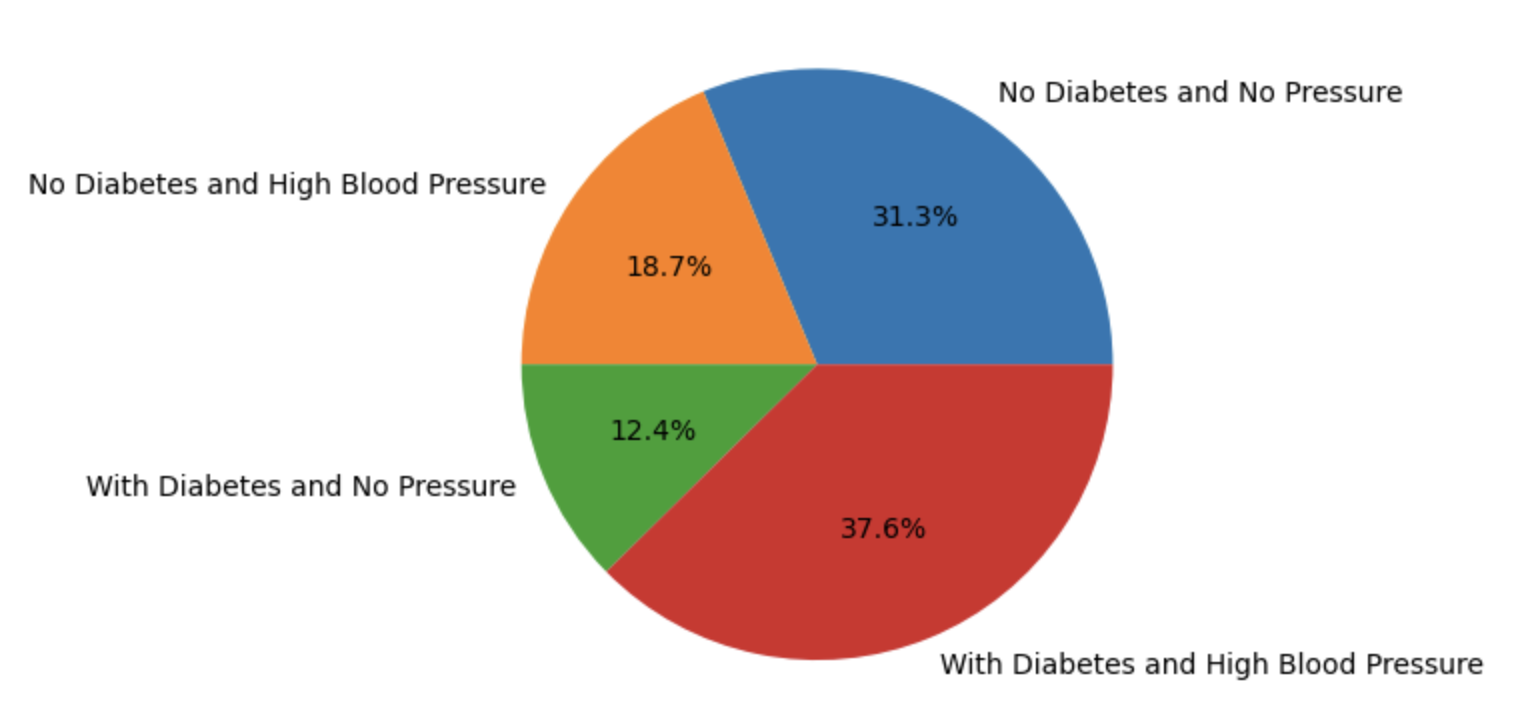 No Diabetes and No Pressure
No Diabetes and High Blood Pressure
31.3%
18.7%
12.4%
With Diabetes and No Pressure
37.6%
With Diabetes and High Blood Pressure